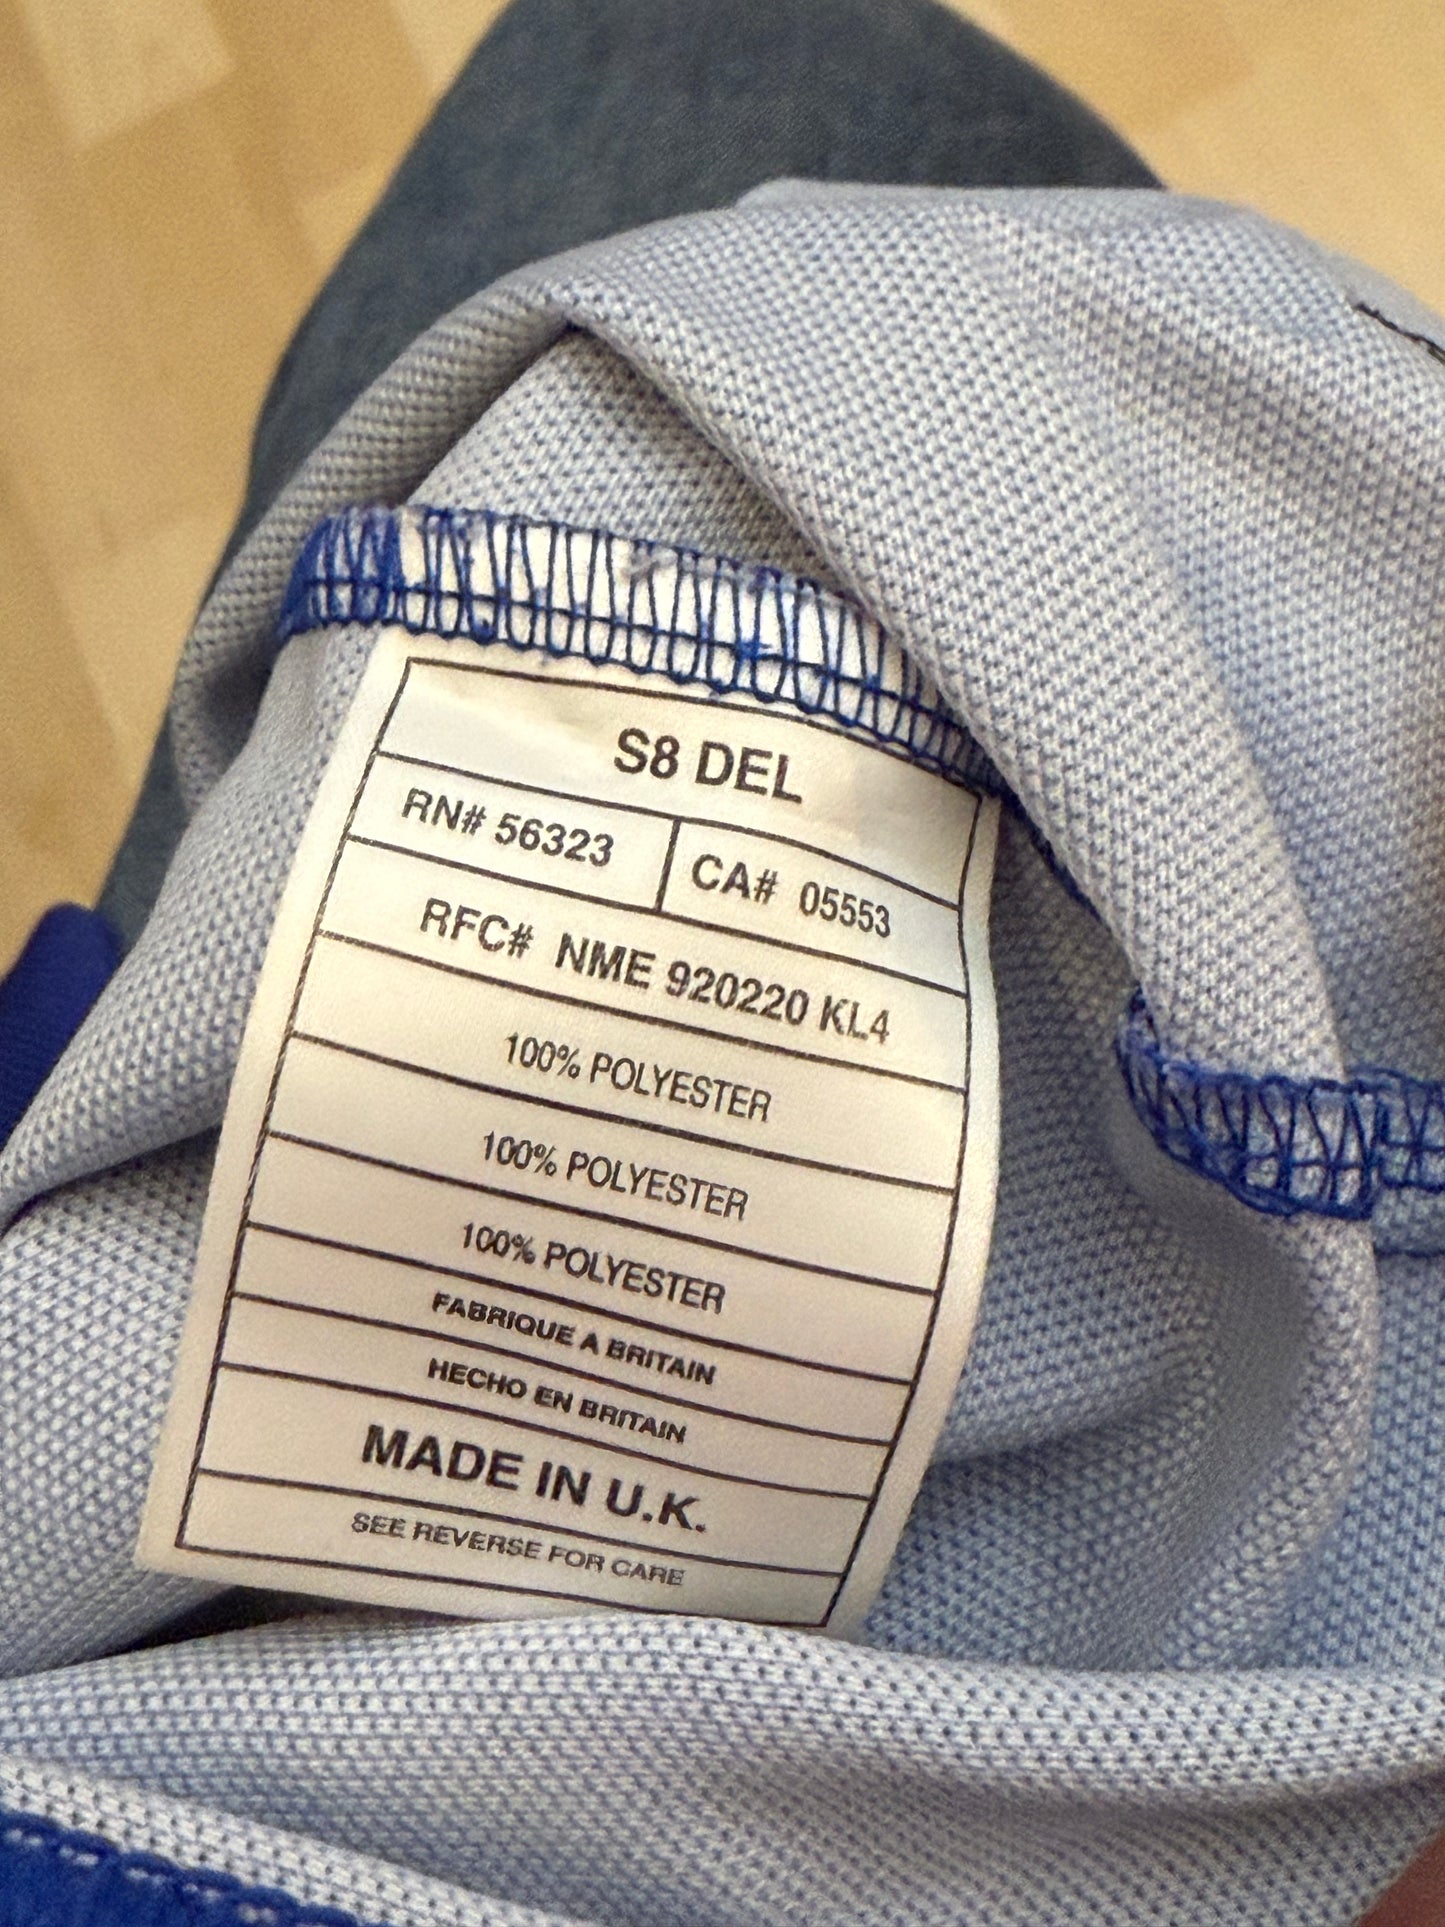 S8 DEL
RN# 56323 CA# 05553
RFC# NME 920220 KL4
100% POLYESTER
100% POLYESTER
100% POLYESTER
FABRIQUE A BRITAIN
HECHO EN BRITAIN
MADE IN U.K.
SEE REVERSE FOR CARE